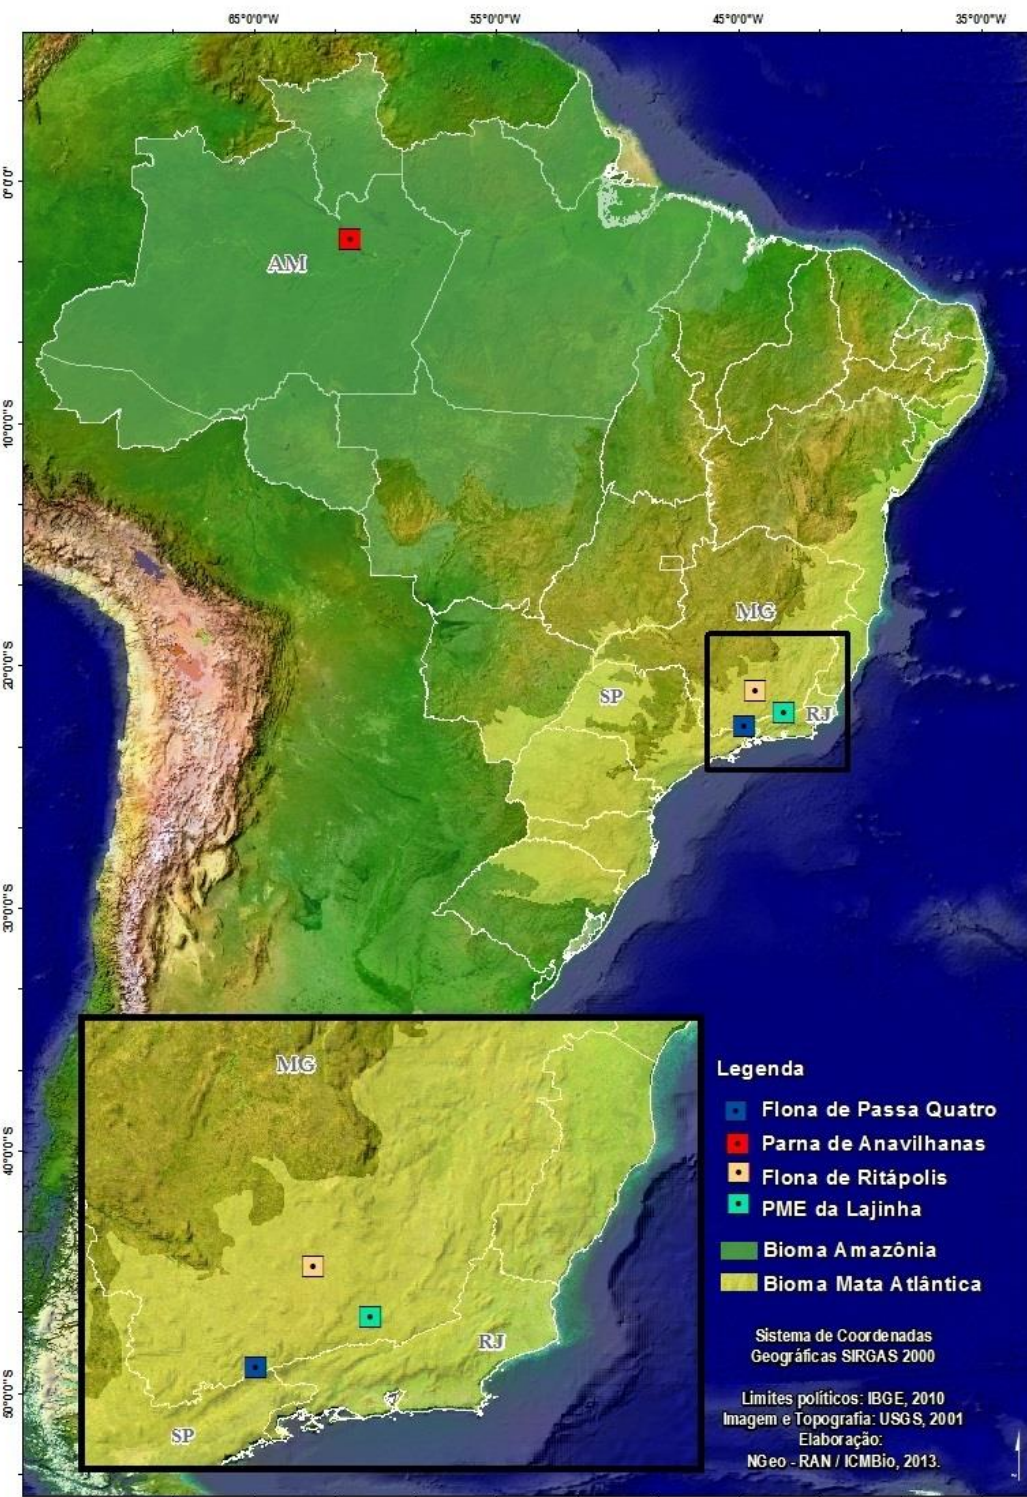 65°0'0"W 55°0'0"W 45°0'0"W 35°0'0"W
0°0'0"
10°0'0"S
20°0'0"S
30°0'0"S
40°0'0"S
50°0'0"S
AM
MG
SP
RJ
MG
RJ
SP
Legenda
Flona de Passa Quatro
Parna de Anavilhanas
Flona de Ritápolis
PME da Lajinha
Bioma Amazônia
Bioma Mata Atlântica
Sistema de Coordenadas
Geográficas SIRGAS 2000
Limites políticos: IBGE, 2010
Imagem e Topografia: USGS, 2001
Elaboração:
NGeo - RAN / ICMBio, 2013.